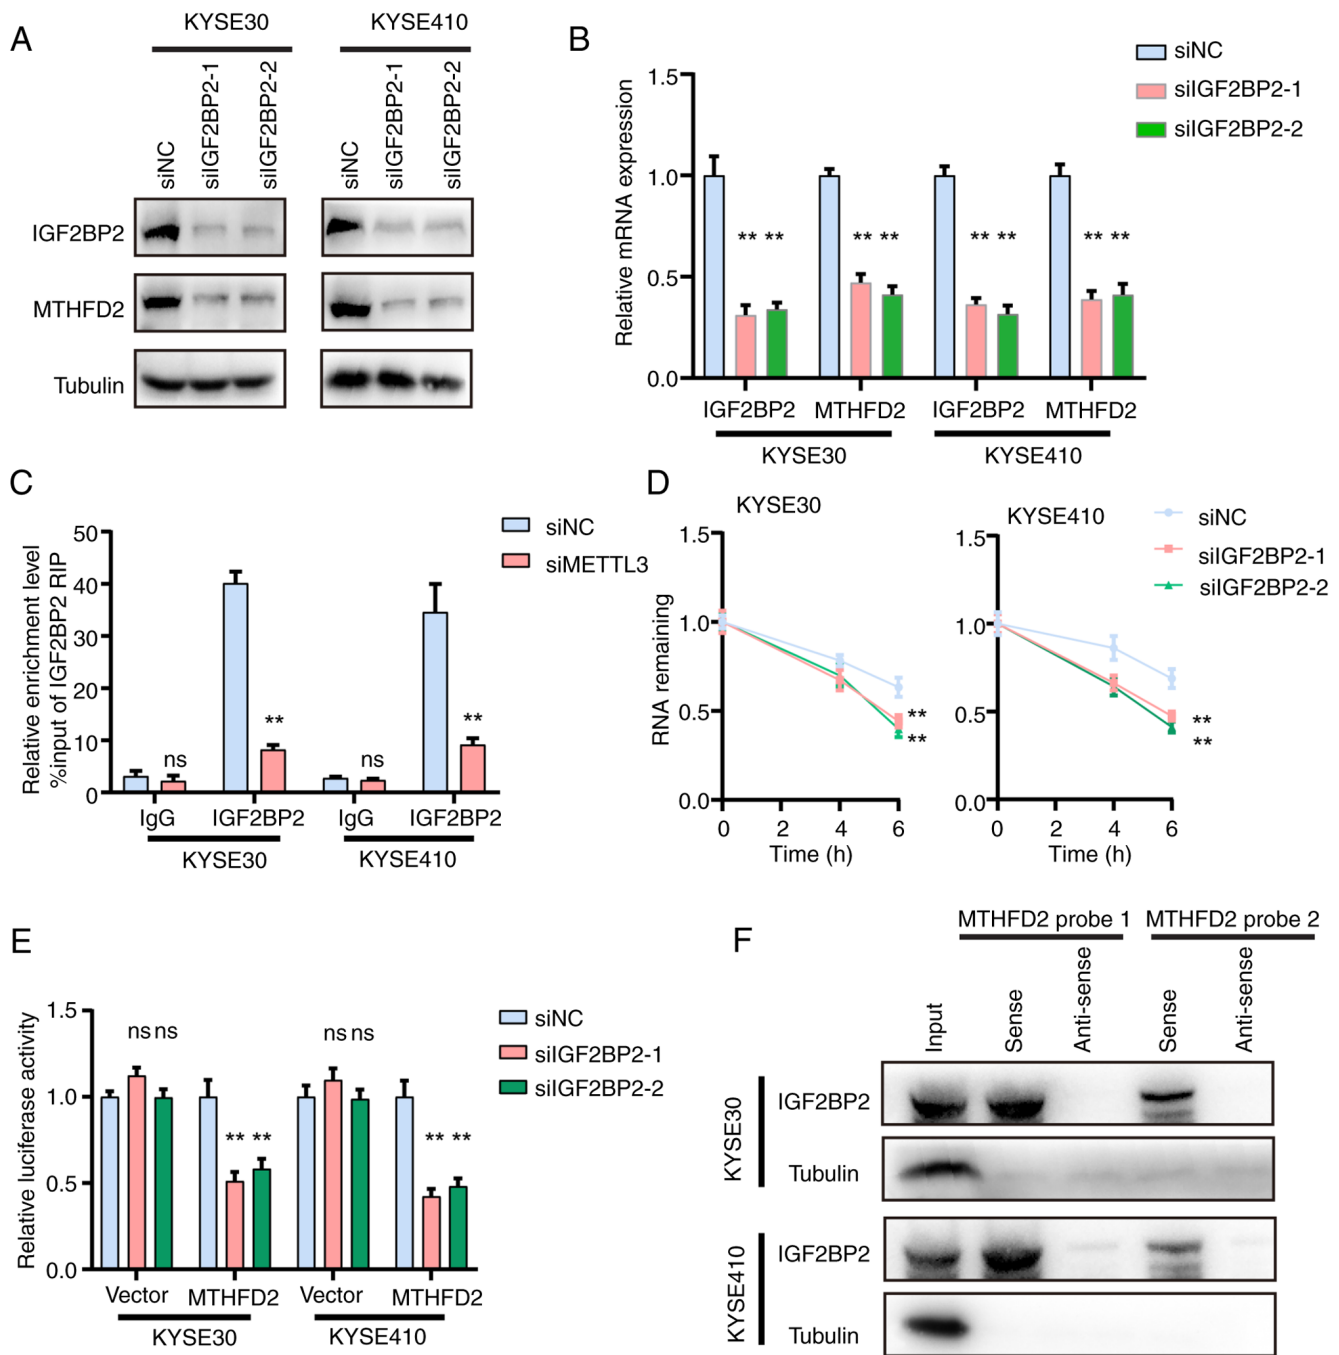 A
KYSE30
KYSE410
siNC
siIGF2BP2-1
siIGF2BP2-2
siNC
siIGF2BP2-1
siIGF2BP2-2
IGF2BP2
MTHFD2
Tubulin
B
siNC
siIGF2BP2-1
siIGF2BP2-2
Relative mRNA expression
1.5
1.0
0.5
0.0
** **
** **
** **
** **
IGF2BP2
MTHFD2
IGF2BP2
MTHFD2
KYSE30
KYSE410
C
siNC
siMETTL3
Relative enrichment level
%input of IGF2BP2 RIP
50
40
30
20
10
0
ns
**
ns
**
IgG
IGF2BP2
IgG
IGF2BP2
KYSE30
KYSE410
D
KYSE30
KYSE410
siNC
siIGF2BP2-1
siIGF2BP2-2
RNA remaining
1.5
1.0
0.5
0.0
**
**
0
2
4
6
Time (h)
1.5
1.0
0.5
0.0
**
**
0
2
4
6
Time (h)
E
siNC
siIGF2BP2-1
siIGF2BP2-2
Relative luciferase activity
1.5
1.0
0.5
0.0
ns ns
** **
ns ns
** **
Vector
MTHFD2
Vector
MTHFD2
KYSE30
KYSE410
F
MTHFD2 probe 1
MTHFD2 probe 2
Input
Sense
Anti-sense
Sense
Anti-sense
KYSE30
IGF2BP2
Tubulin
KYSE410
IGF2BP2
Tubulin